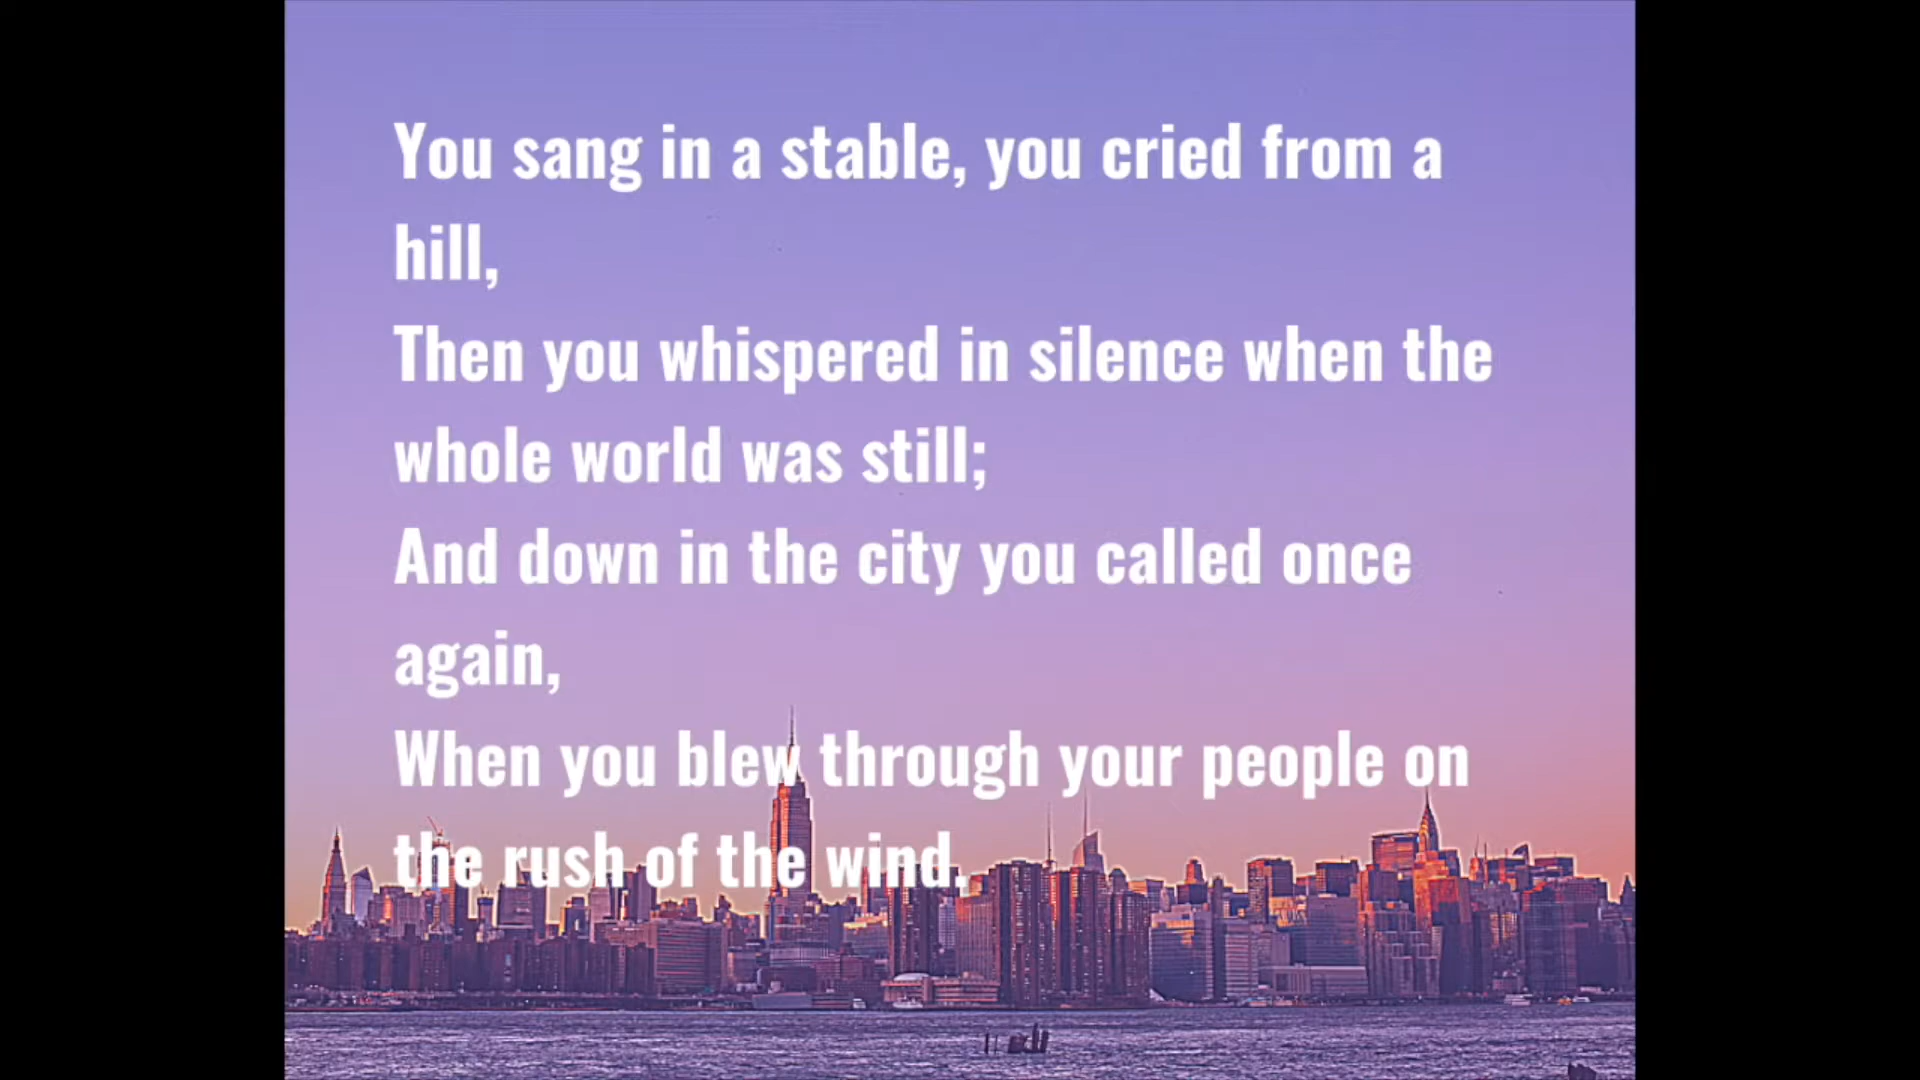 You sang in a stable, you cried from a
hill,
Then you whispered in silence when the
whole world was still;
And down in the city you called once
again,
When you blew through your people on
the rush of the wind.